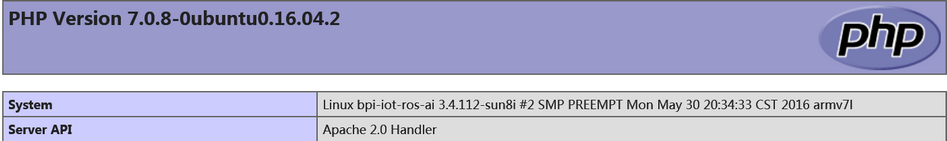 PHP Version 7.0.8-0ubuntu0.16.04.2
php
System Linux bpi-iot-ros-ai 3.4.112-sun8i #2 SMP PREEMPT Mon May 30 20:34:33 CST 2016 armv7l
Server API Apache 2.0 Handler